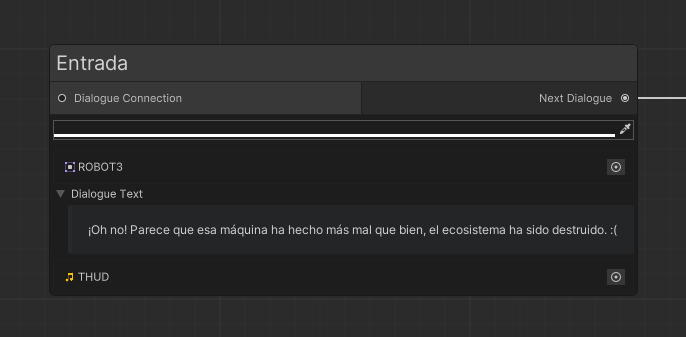 Entrada
Dialogue Connection
Next Dialogue
ROBOT3
Dialogue Text
¡Oh no! Parece que esa máquina ha hecho más mal que bien, el ecosistema ha sido destruido. :(
THUD